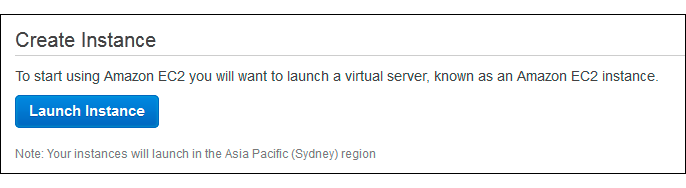 Create Instance
To start using Amazon EC2 you will want to launch a virtual server, known as an Amazon EC2 instance.
Launch Instance
Note: Your instances will launch in the Asia Pacific (Sydney) region